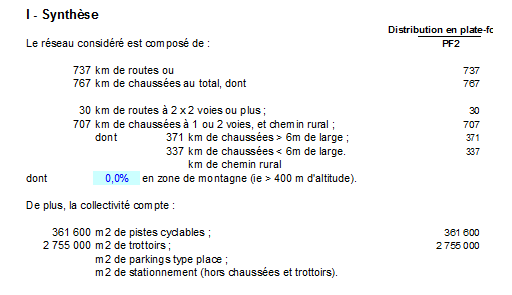 I - Synthèse
Distribution en plate-fo
Le réseau considéré est composé de : PF2
737 km de routes ou 737
767 km de chaussées au total, dont 767
30 km de routes à 2 x 2 voies ou plus ; 30
707 km de chaussées à 1 ou 2 voies, et chemin rural ; 707
dont 371 km de chaussées > 6m de large ; 371
337 km de chaussées < 6m de large. 337
km de chemin rural
dont 0,0% en zone de montagne (ie > 400 m d'altitude).
De plus, la collectivité compte :
361 600 m2 de pistes cyclables ; 361 600
2 755 000 m2 de trottoirs ; 2 755 000
m2 de parkings type place ;
m2 de stationnement (hors chaussées et trottoirs).